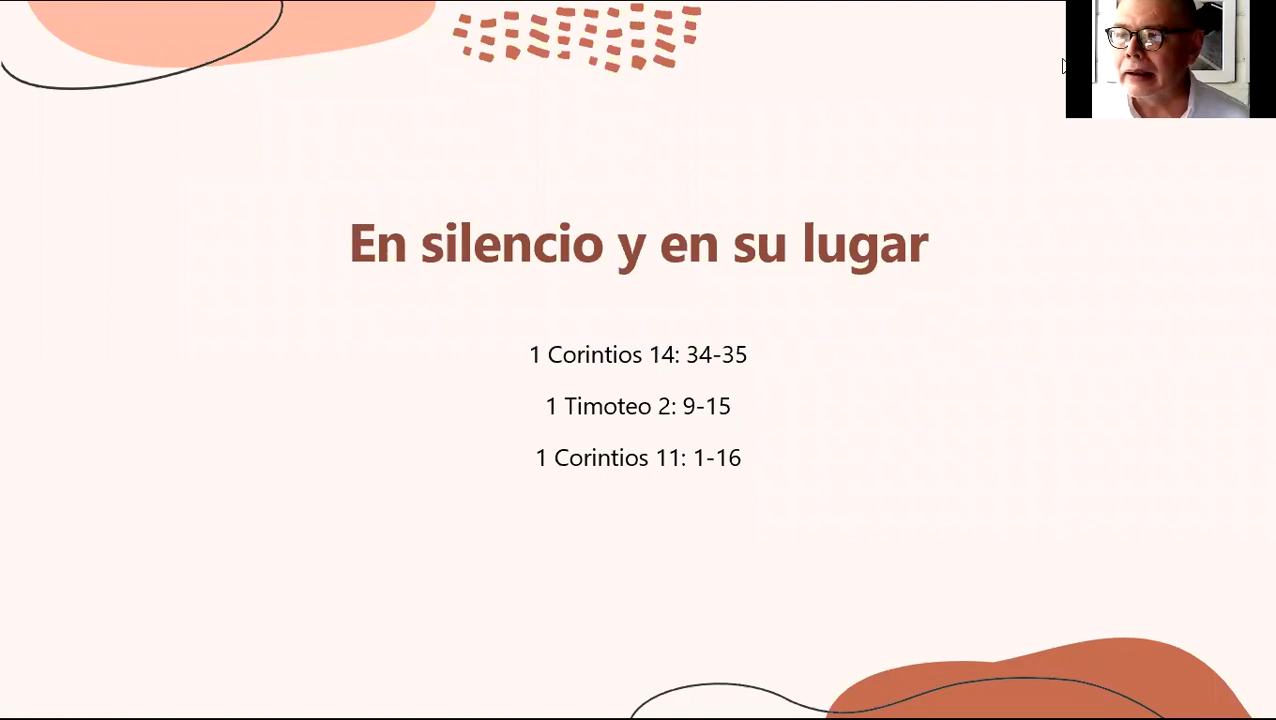 En silencio y en su lugar
1 Corintios 14: 34-35
1 Timoteo 2: 9-15
1 Corintios 11: 1-16